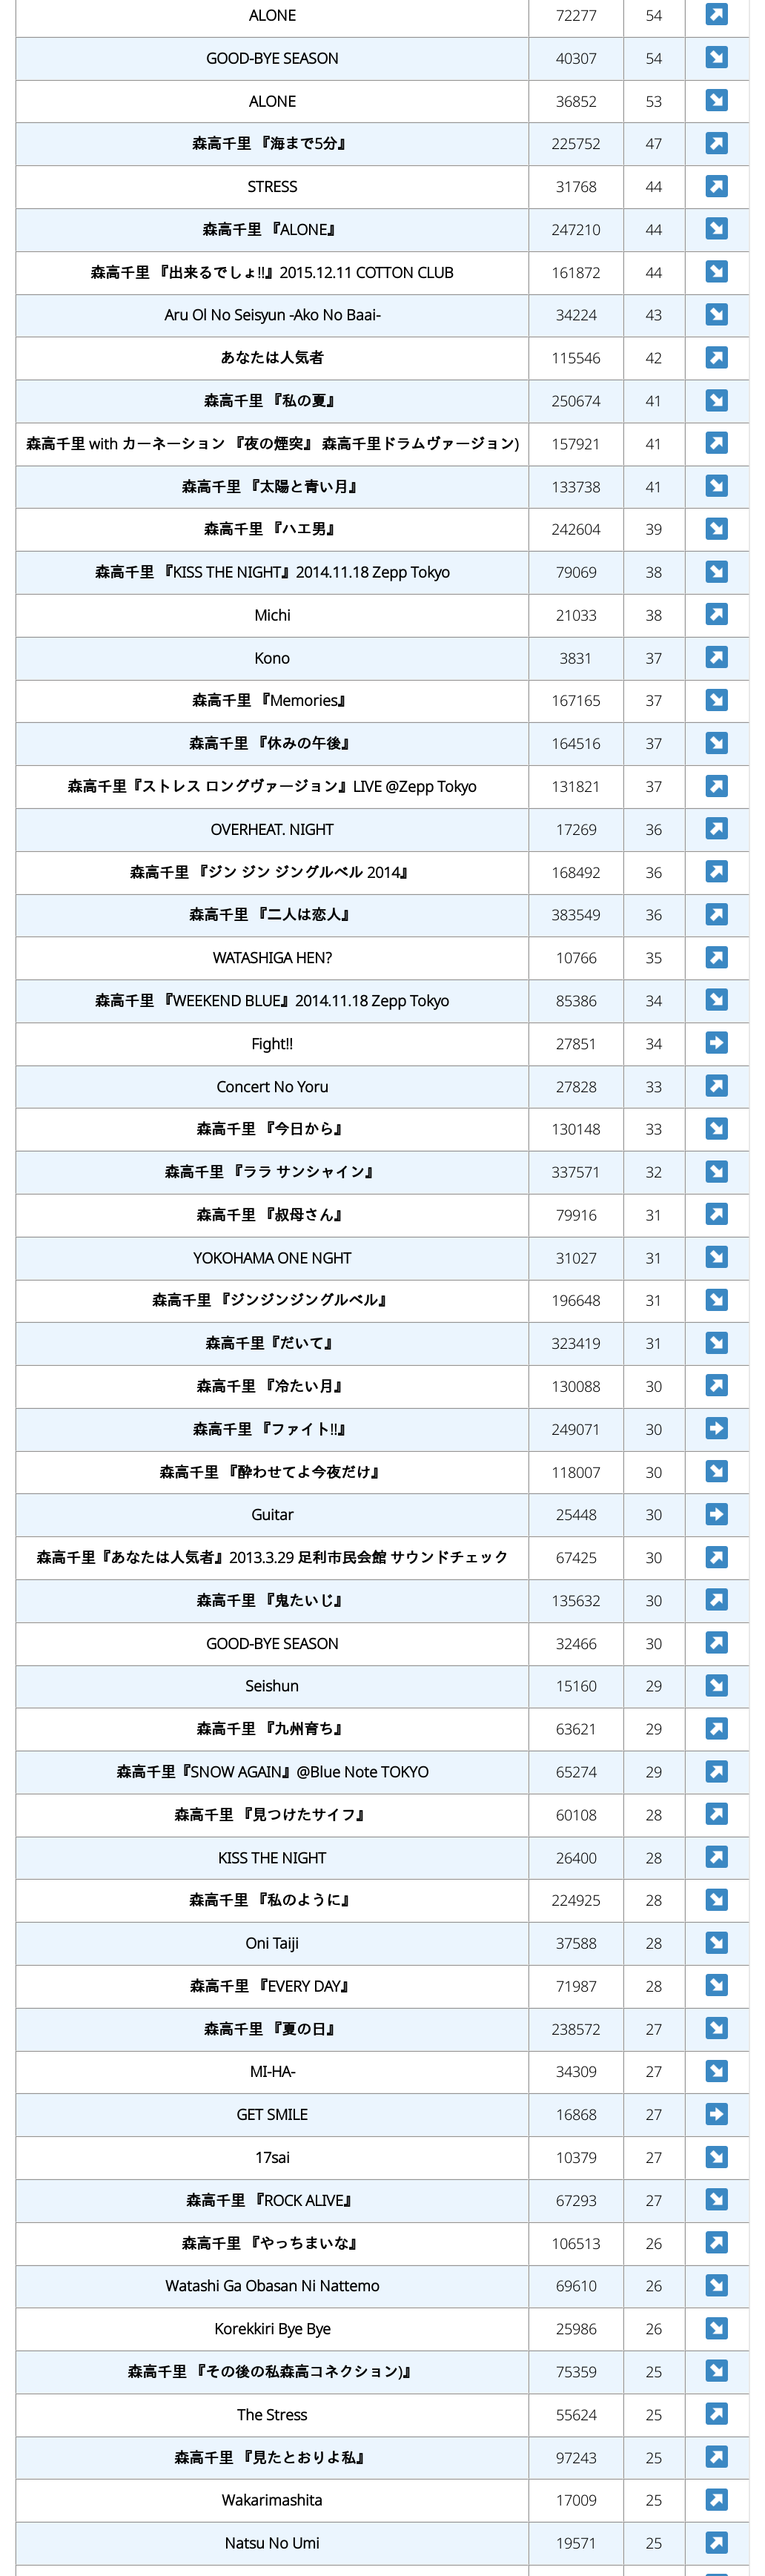 ALONE 72277 54 ↗
GOOD-BYE SEASON 40307 54 ↘
ALONE 36852 53 ↘
森高千里 『海まで5分』 225752 47 ↗
STRESS 31768 44 ↗
森高千里 『ALONE』 247210 44 ↘
森高千里 『出来るでしょ!!』2015.12.11 COTTON CLUB 161872 44 ↘
Aru Ol No Seisyun -Ako No Baai- 34224 43 ↘
あなたは人気者 115546 42 ↗
森高千里 『私の夏』 250674 41 ↘
森高千里 with カーネーション 『夜の煙突』 森高千里ドラムヴァージョン) 157921 41 ↗
森高千里 『太陽と青い月』 133738 41 ↘
森高千里 『ハエ男』 242604 39 ↘
森高千里 『KISS THE NIGHT』2014.11.18 Zepp Tokyo 79069 38 ↘
Michi 21033 38 ↗
Kono 3831 37 ↗
森高千里 『Memories』 167165 37 ↘
森高千里 『休みの午後』 164516 37 ↘
森高千里『ストレス ロングヴァージョン』LIVE @Zepp Tokyo 131821 37 ↗
OVERHEAT. NIGHT 17269 36 ↗
森高千里 『ジン ジン ジングルベル 2014』 168492 36 ↗
森高千里 『二人は恋人』 383549 36 ↗
WATASHIGA HEN? 10766 35 ↗
森高千里 『WEEKEND BLUE』2014.11.18 Zepp Tokyo 85386 34 ↘
Fight!! 27851 34 ➡
Concert No Yoru 27828 33 ↗
森高千里 『今日から』 130148 33 ↘
森高千里 『ララ サンシャイン』 337571 32 ↘
森高千里 『叔母さん』 79916 31 ↗
YOKOHAMA ONE NGHT 31027 31 ↘
森高千里 『ジンジンジングルベル』 196648 31 ↘
森高千里『だいて』 323419 31 ↘
森高千里 『冷たい月』 130088 30 ↗
森高千里 『ファイト!!』 249071 30 ➡
森高千里 『酔わせてよ今夜だけ』 118007 30 ↘
Guitar 25448 30 ➡
森高千里『あなたは人気者』2013.3.29 足利市民会館 サウンドチェック 67425 30 ↗
森高千里 『鬼たいじ』 135632 30 ↗
GOOD-BYE SEASON 32466 30 ↗
Seishun 15160 29 ↘
森高千里 『九州育ち』 63621 29 ↗
森高千里『SNOW AGAIN』@Blue Note TOKYO 65274 29 ↗
森高千里 『見つけたサイフ』 60108 28 ↗
KISS THE NIGHT 26400 28 ↗
森高千里 『私のように』 224925 28 ↘
Oni Taiji 37588 28 ↘
森高千里 『EVERY DAY』 71987 28 ↘
森高千里 『夏の日』 238572 27 ↘
MI-HA- 34309 27 ↘
GET SMILE 16868 27 ➡
17sai 10379 27 ↘
森高千里 『ROCK ALIVE』 67293 27 ↘
森高千里 『やっちまいな』 106513 26 ↗
Watashi Ga Obasan Ni Nattemo 69610 26 ↘
Korekkiri Bye Bye 25986 26 ↘
森高千里 『その後の私森高コネクション)』 75359 25 ↘
The Stress 55624 25 ↗
森高千里 『見たとおりよ私』 97243 25 ↗
Wakarimashita 17009 25 ↗
Natsu No Umi 19571 25 ↗